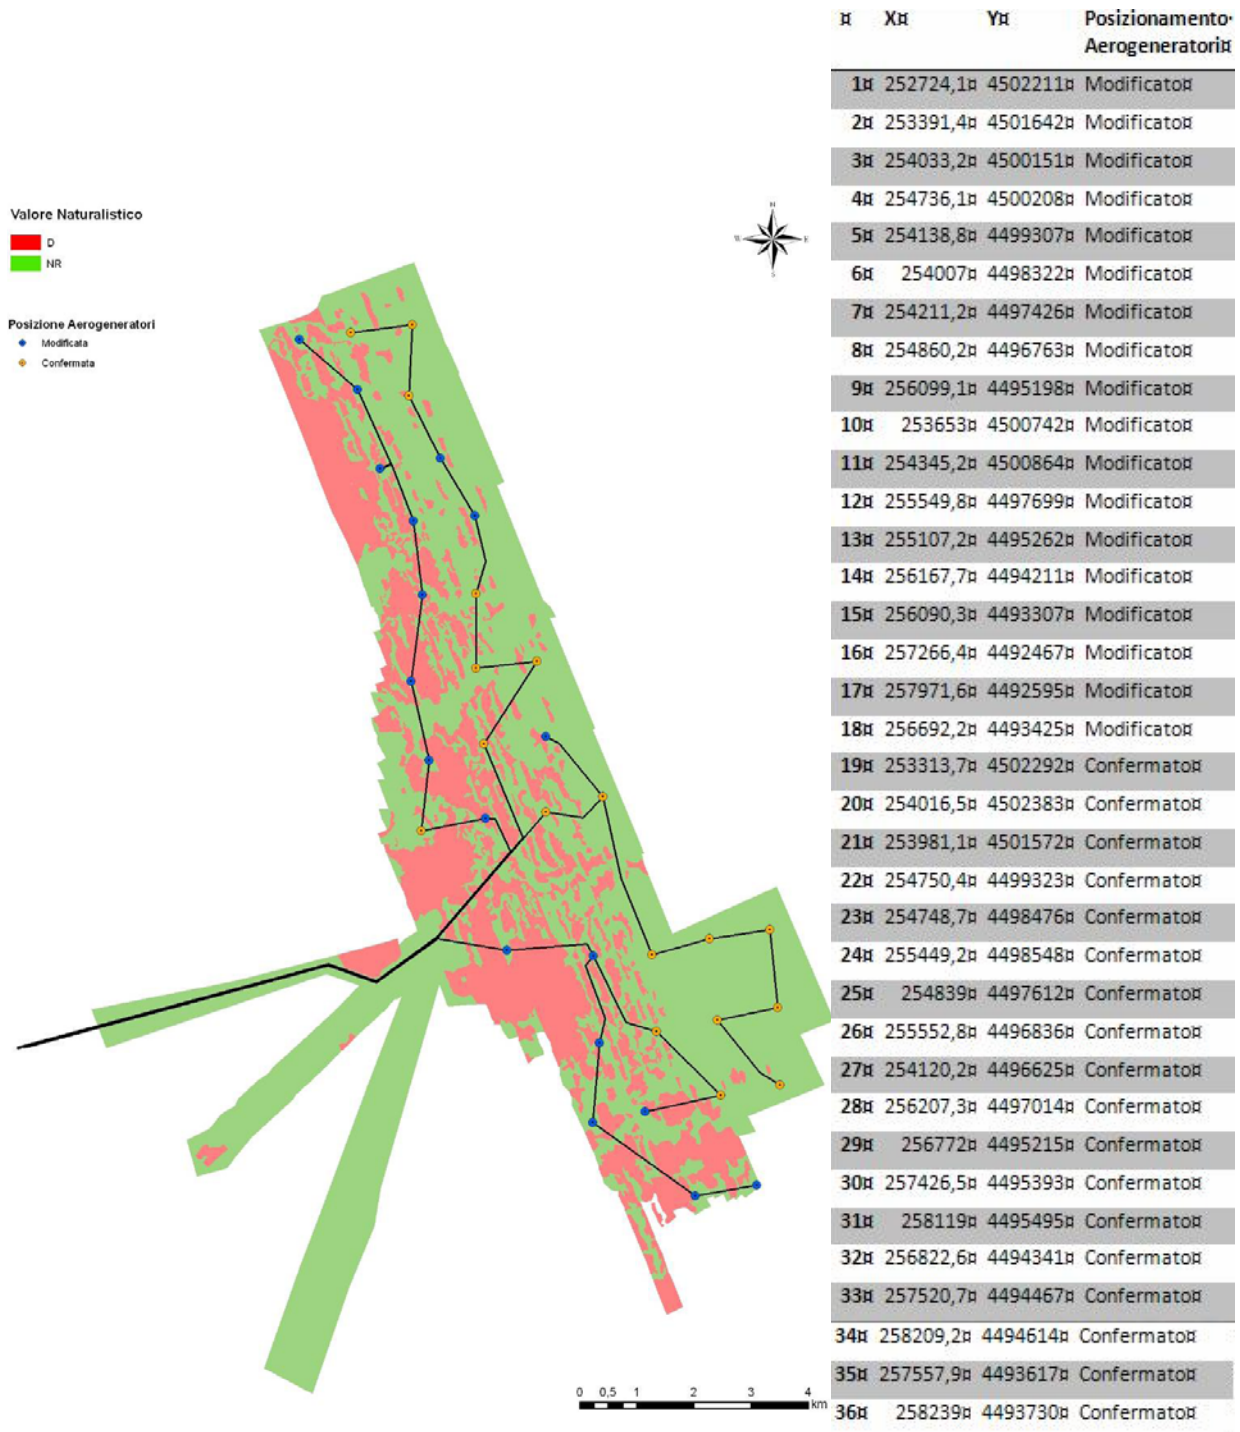 Valore Naturalistico
D
NR
Posizione Aerogeneratori
Modificata
Confermata
N
W E
S
0 0,5 1 2 3 4
km
¤ X¤ Y¤ Posizionamento·
Aerogeneratori¤
1¤ 252724,1¤ 4502211¤ Modificato¤
2¤ 253391,4¤ 4501642¤ Modificato¤
3¤ 254033,2¤ 4500151¤ Modificato¤
4¤ 254736,1¤ 4500208¤ Modificato¤
5¤ 254138,8¤ 4499307¤ Modificato¤
6¤ 254007¤ 4498322¤ Modificato¤
7¤ 254211,2¤ 4497426¤ Modificato¤
8¤ 254860,2¤ 4496763¤ Modificato¤
9¤ 256099,1¤ 4495198¤ Modificato¤
10¤ 253653¤ 4500742¤ Modificato¤
11¤ 254345,2¤ 4500864¤ Modificato¤
12¤ 255549,8¤ 4497699¤ Modificato¤
13¤ 255107,2¤ 4495262¤ Modificato¤
14¤ 256167,7¤ 4494211¤ Modificato¤
15¤ 256090,3¤ 4493307¤ Modificato¤
16¤ 257266,4¤ 4492467¤ Modificato¤
17¤ 257971,6¤ 4492595¤ Modificato¤
18¤ 256692,2¤ 4493425¤ Modificato¤
19¤ 253313,7¤ 4502292¤ Confermato¤
20¤ 254016,5¤ 4502383¤ Confermato¤
21¤ 253981,1¤ 4501572¤ Confermato¤
22¤ 254750,4¤ 4499323¤ Confermato¤
23¤ 254748,7¤ 4498476¤ Confermato¤
24¤ 255449,2¤ 4498548¤ Confermato¤
25¤ 254839¤ 4497612¤ Confermato¤
26¤ 255552,8¤ 4496836¤ Confermato¤
27¤ 254120,2¤ 4496625¤ Confermato¤
28¤ 256207,3¤ 4497014¤ Confermato¤
29¤ 256772¤ 4495215¤ Confermato¤
30¤ 257426,5¤ 4495393¤ Confermato¤
31¤ 258119¤ 4495495¤ Confermato¤
32¤ 256822,6¤ 4494341¤ Confermato¤
33¤ 257520,7¤ 4494467¤ Confermato¤
34¤ 258209,2¤ 4494614¤ Confermato¤
35¤ 257557,9¤ 4493617¤ Confermato¤
36¤ 258239¤ 4493730¤ Confermato¤